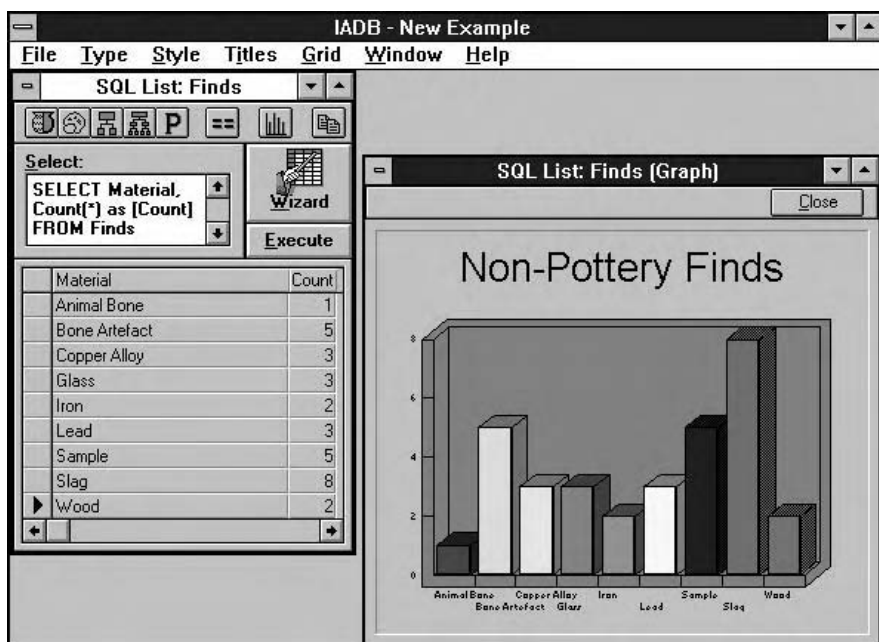 IADB - New Example
File Type Style Titles Grid Window Help
SQL List: Finds
P ==
Select:
SELECT Material,
Count(*) as [Count]
FROM Finds
Wizard
Execute
Material Count
Animal Bone 1
Bone Artefact 5
Copper Alloy 3
Glass 3
Iron 2
Lead 3
Sample 5
Slag 8
Wood 2
SQL List: Finds (Graph)
Close
Non-Pottery Finds
8
6
4
2
0
Animal Bone Copper Alloy Iron Sample Wood
Bone Artefact Glass Lead Slag